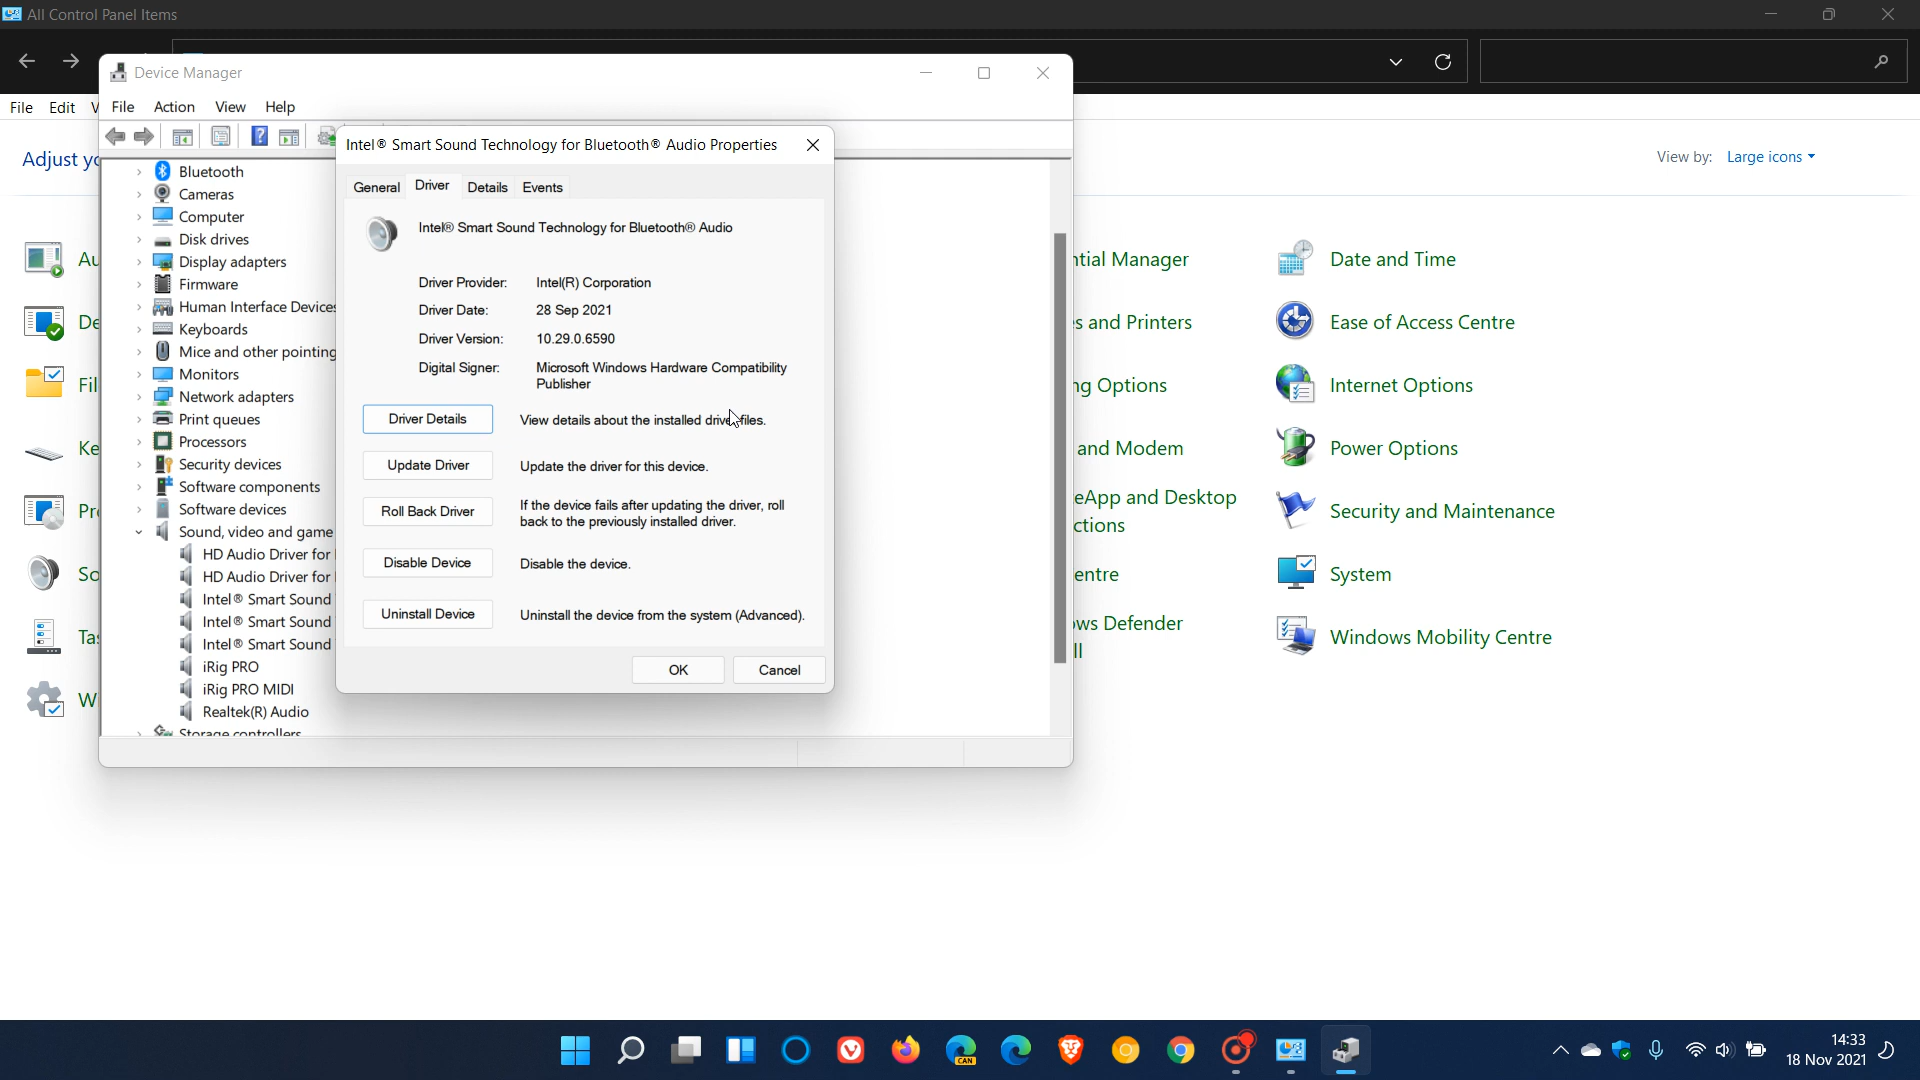 All Control Panel Items
File Edit
Adjust
View by: Large icons
Date and Time
Ease of Access Centre
Manager
Internet Options
s and Printers
Power Options
Options
Security and Maintenance
and Modem
System
eApp and Desktop
Windows Mobility Centre
ctions
entre
Defender
Device Manager
File Action View Help
Bluetooth
Cameras
Computer
Disk drives
Display adapters
Firmware
Human Interface Devices
Keyboards
Mice and other pointing
Monitors
Network adapters
Print queues
Processors
Security devices
Software components
Software devices
Sound, video and game
HD Audio Driver for
HD Audio Driver for
Intel® Smart Sound
Intel® Smart Sound
Intel® Smart Sound
iRig PRO
iRig PRO MIDI
Realtek(R) Audio
Storage controllers
Intel® Smart Sound Technology for Bluetooth® Audio Properties
General Driver Details Events
Intel® Smart Sound Technology for Bluetooth® Audio
Driver Provider: Intel(R) Corporation
Driver Date: 28 Sep 2021
Driver Version: 10.29.0.6590
Digital Signer: Microsoft Windows Hardware Compatibility
Publisher
Driver Details View details about the installed driver files.
Update Driver Update the driver for this device.
Roll Back Driver If the device fails after updating the driver, roll
back to the previously installed driver.
Disable Device Disable the device.
Uninstall Device Uninstall the device from the system (Advanced).
OK Cancel
CAN
14:33
18 Nov 2021